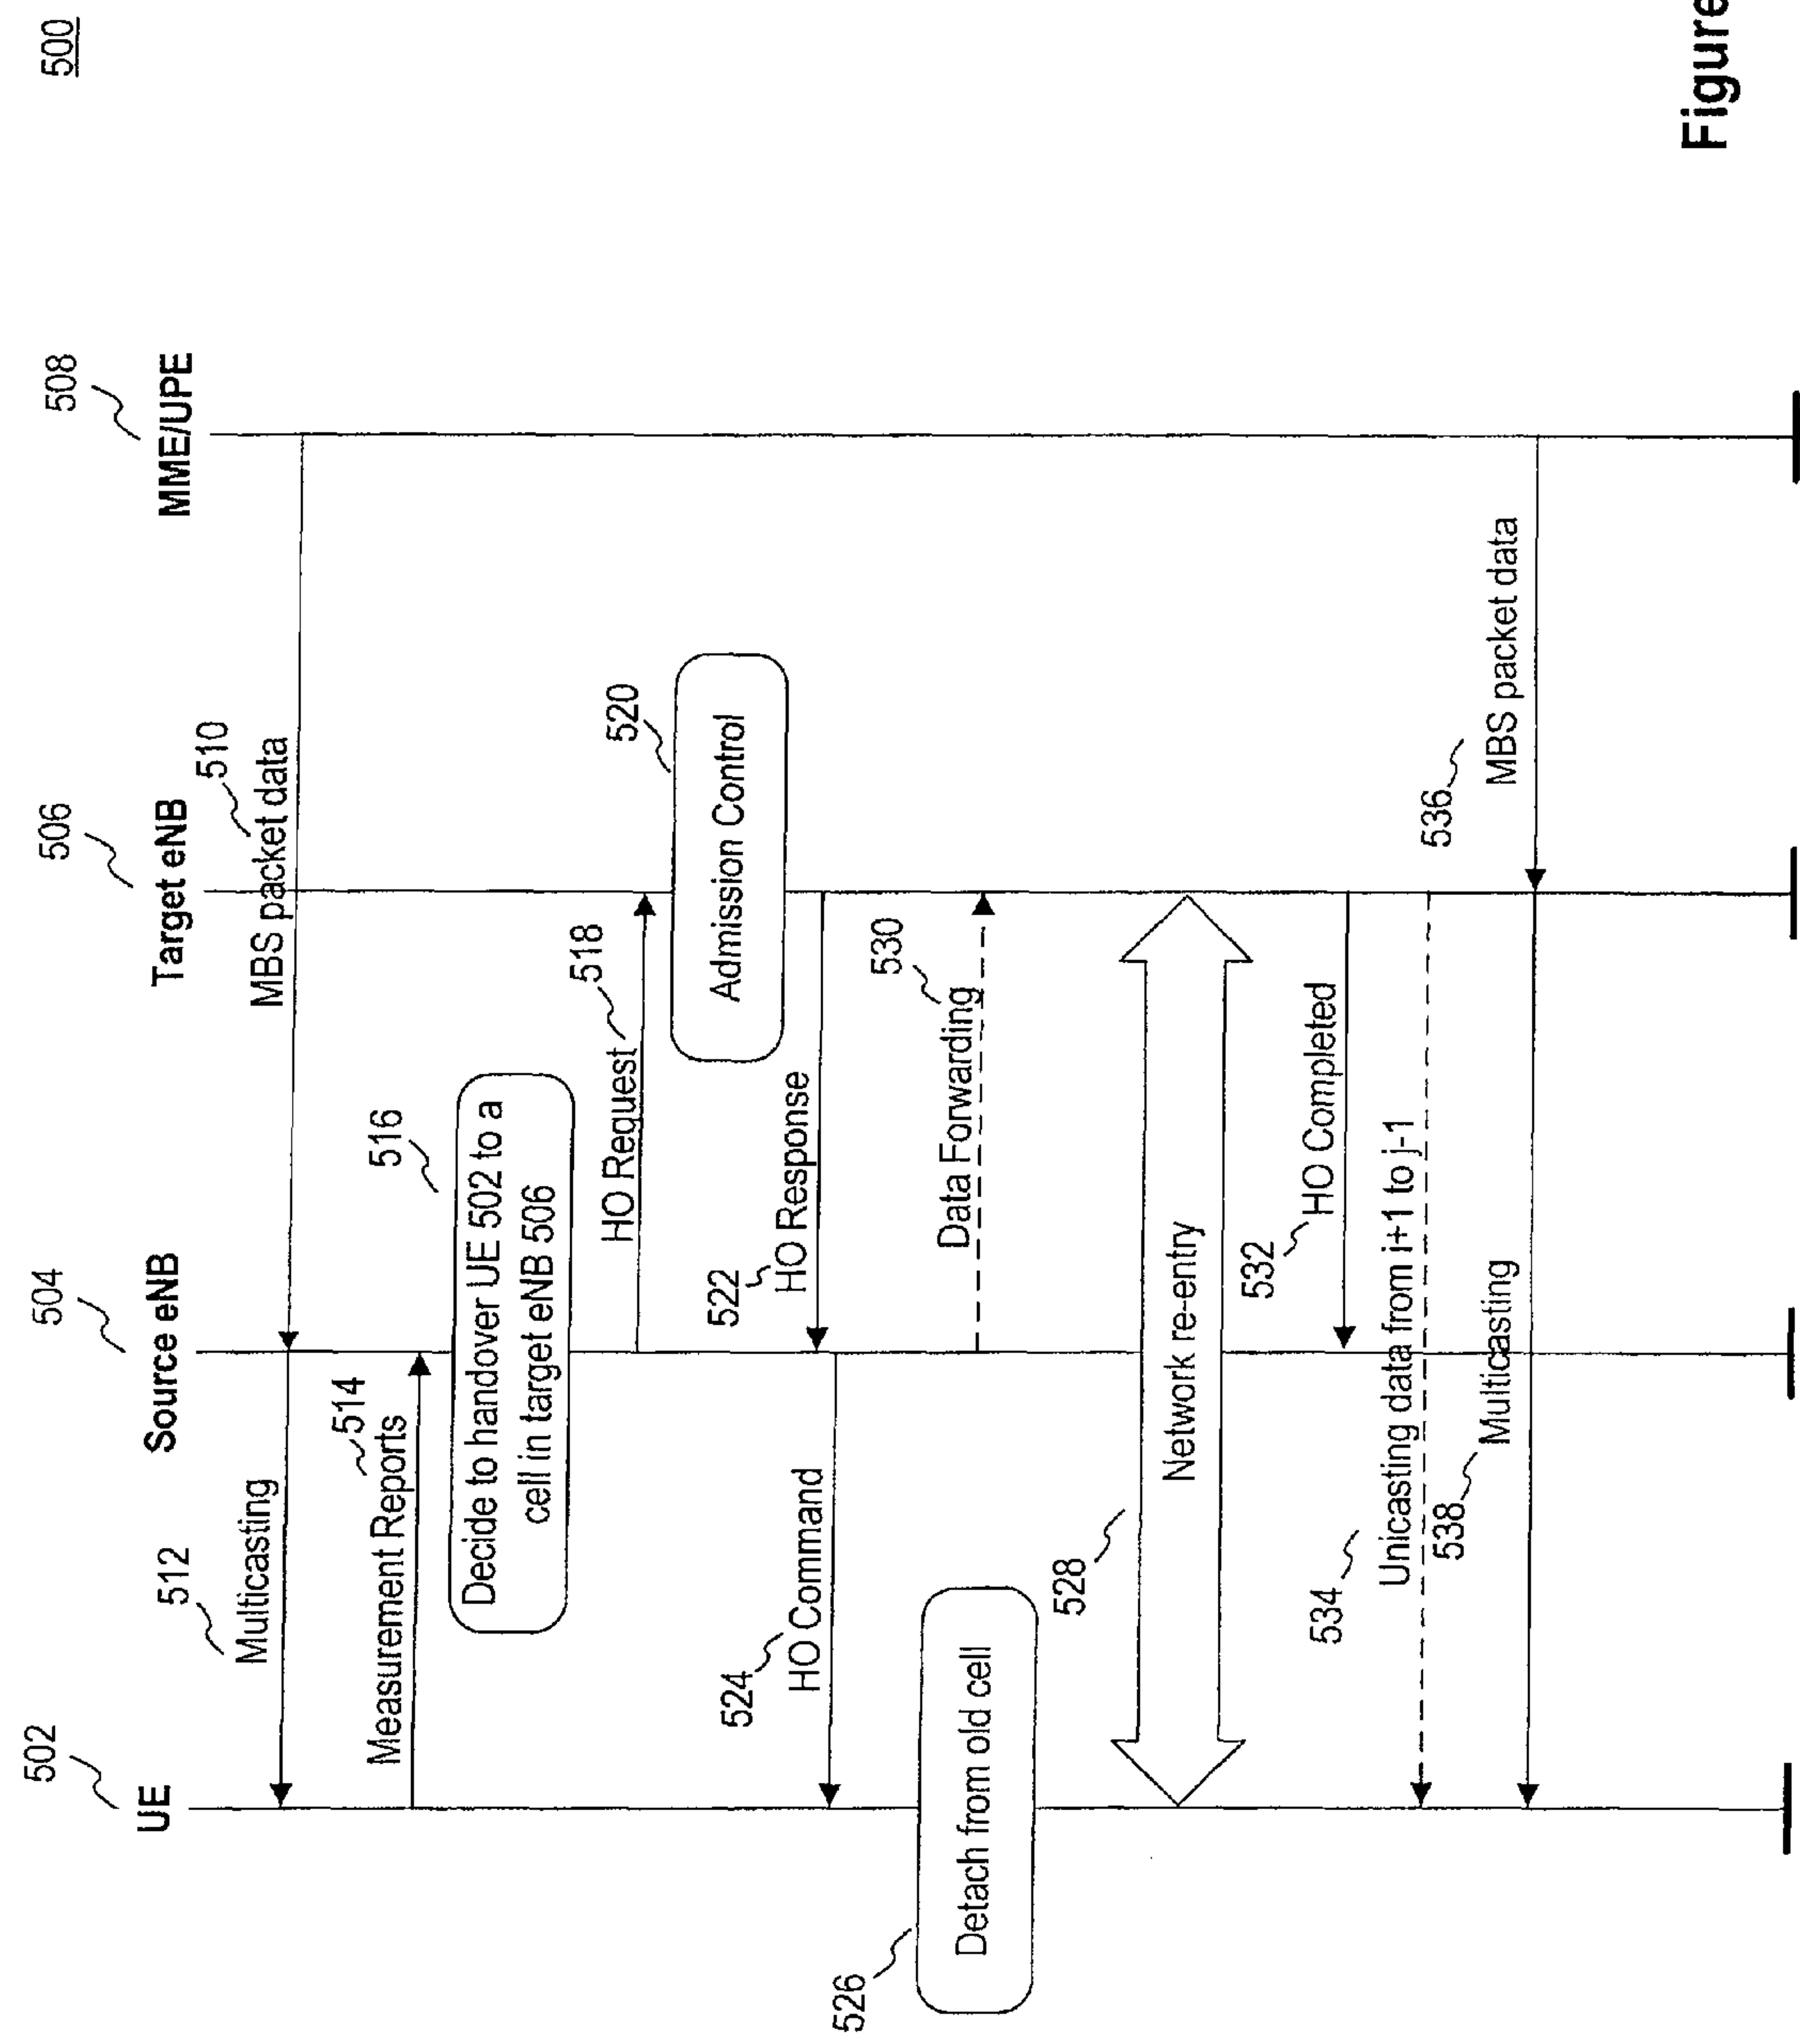 500
502
UE
504
Source eNB
506
Target eNB
508
MME/UPE
510
MBS packet data
512
Multicasting
514
Measurement Reports
516
Decide to handover UE 502 to a
cell in target eNB 506
HO Request
518
520
Admission Control
522
HO Response
524
HO Command
526
Detach from old cell
Data Forwarding
530
528
Network re-entry
532
HO Completed
534
Unicasting data from i+1 to j-1
536
MBS packet data
538
Multicasting
Figure